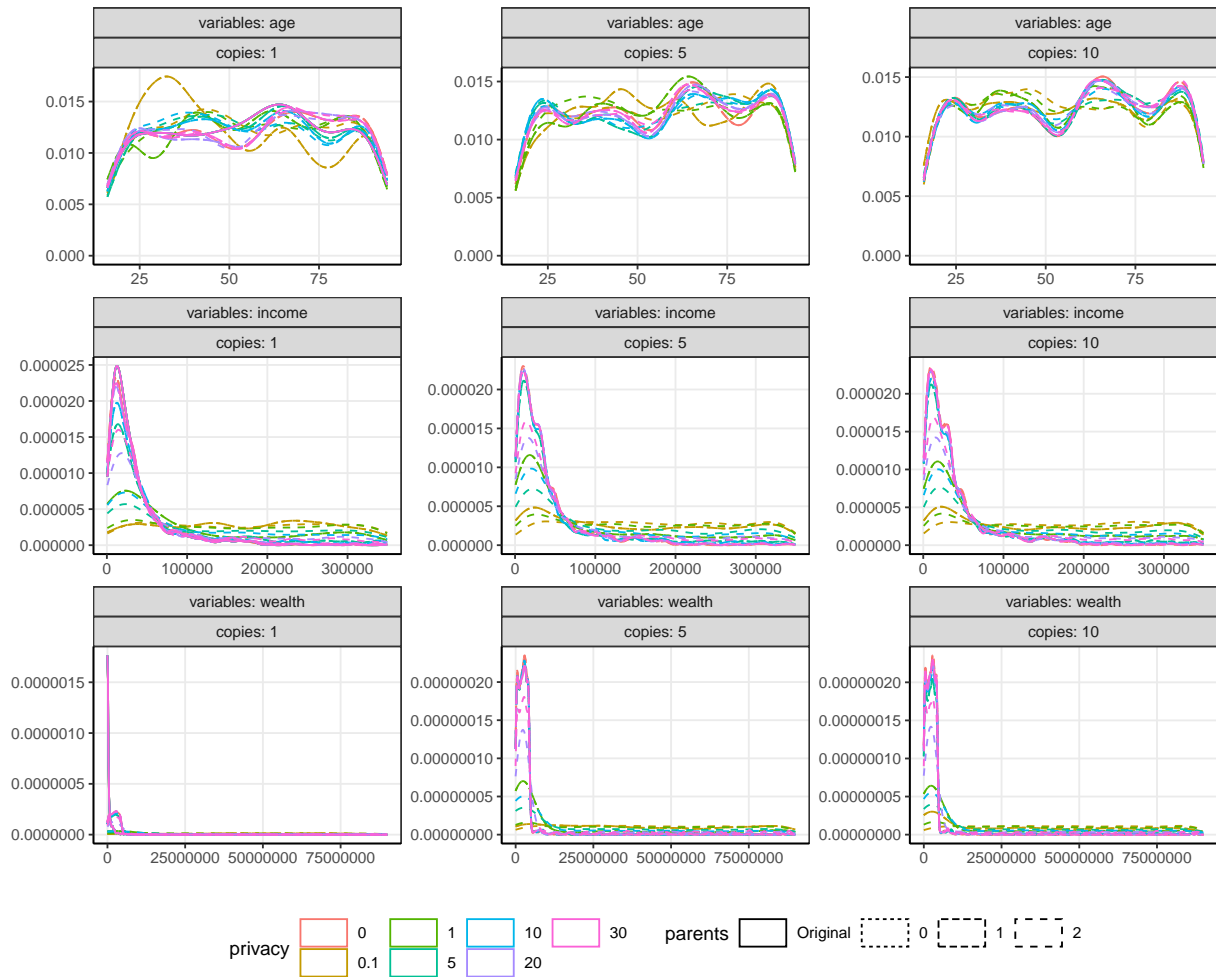 variables: age
copies: 1
0.015
0.010
0.005
0.000
25 50 75
variables: age
copies: 5
0.015
0.010
0.005
0.000
25 50 75
variables: age
copies: 10
0.015
0.010
0.005
0.000
25 50 75
variables: income
copies: 1
0.000025
0.000020
0.000015
0.000010
0.000005
0.000000
0 100000 200000 300000
variables: income
copies: 5
0.000020
0.000015
0.000010
0.000005
0.000000
0 100000 200000 300000
variables: income
copies: 10
0.000020
0.000015
0.000010
0.000005
0.000000
0 100000 200000 300000
variables: wealth
copies: 1
0.0000015
0.0000010
0.0000005
0.0000000
0 25000000 50000000 75000000
variables: wealth
copies: 5
0.00000020
0.00000015
0.00000010
0.00000005
0.00000000
0 25000000 50000000 75000000
variables: wealth
copies: 10
0.00000020
0.00000015
0.00000010
0.00000005
0.00000000
0 25000000 50000000 75000000
privacy
0 1 10 30
0.1 5 20
parents
Original 0 1 2